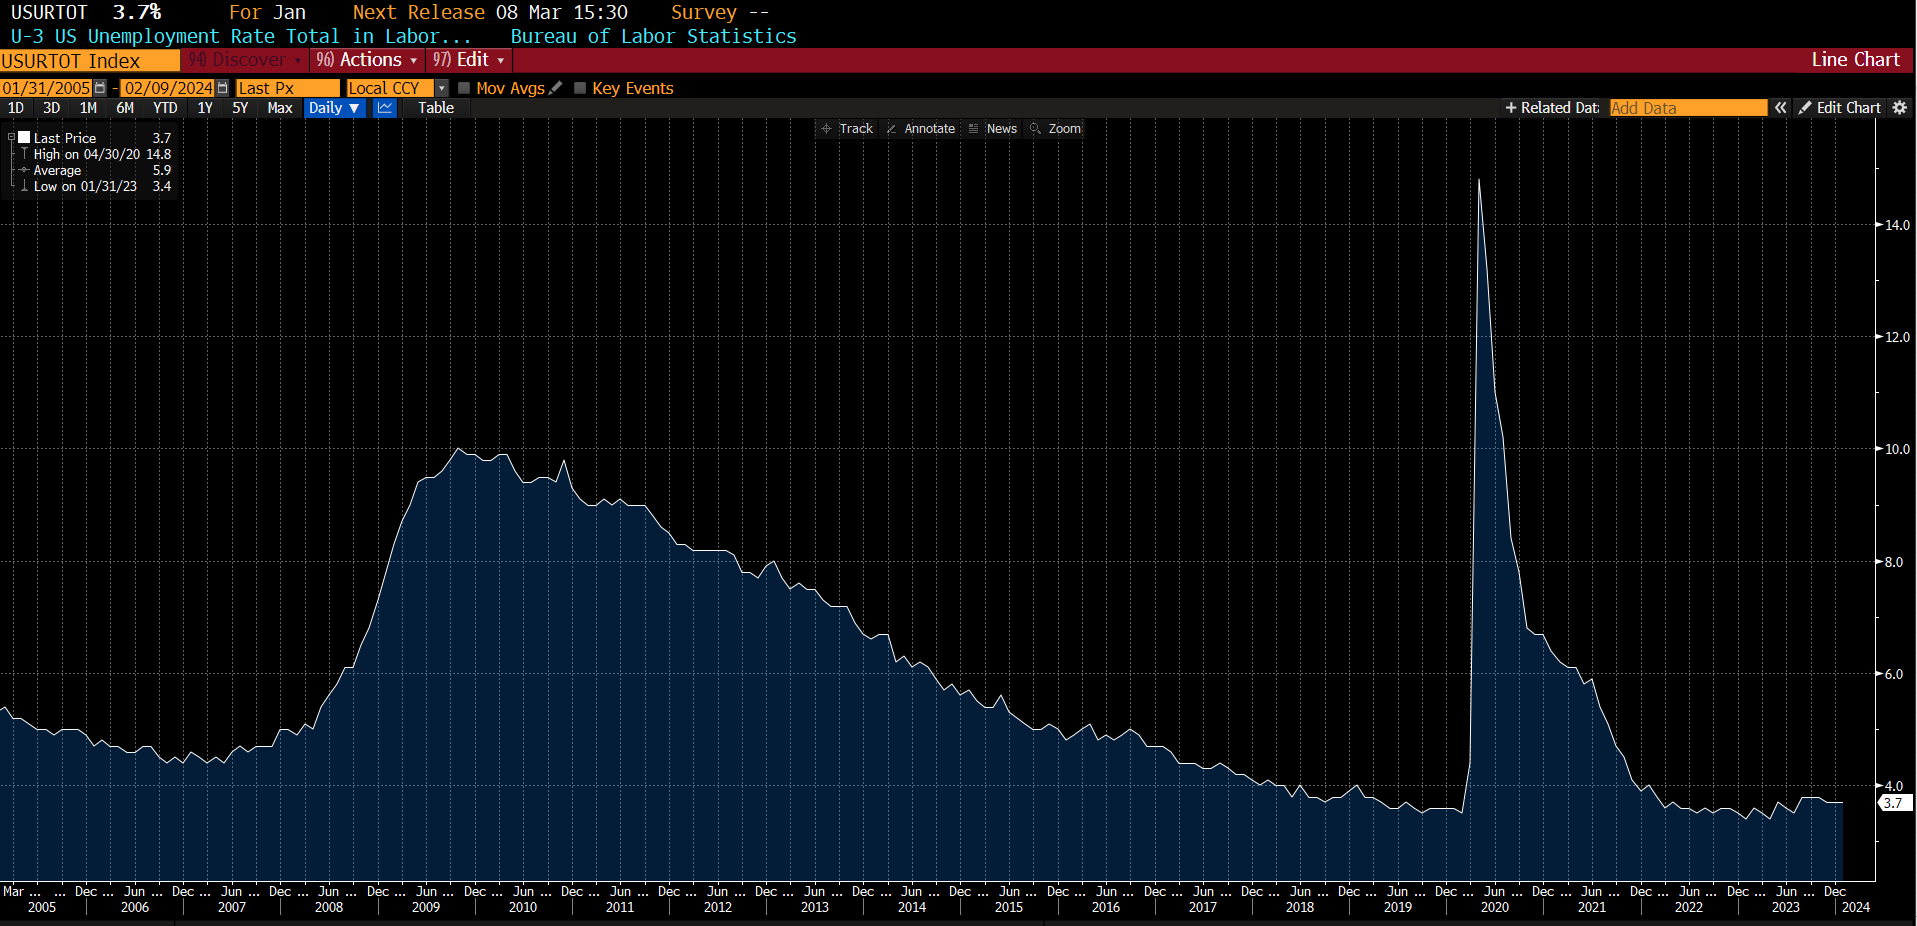 USURTOT 3.7% For Jan Next Release 08 Mar 15:30 Survey --
U-3 US Unemployment Rate Total in Labor... Bureau of Labor Statistics
USURTOT Index 94) Discover 96) Actions 97) Edit Line Chart
01/31/2005 - 02/09/2024 Last Px Local CCY Mov Avgs Key Events
1D 3D 1M 6M YTD 1Y 5Y Max Daily ▼ Table + Related Data Add Data « Edit Chart
Track Annotate News Zoom
Last Price 3.7
High on 04/30/20 14.8
Average 5.9
Low on 01/31/23 3.4
14.0
12.0
10.0
8.0
6.0
4.0
3.7
Mar ... ... Dec ... Jun ... Dec ... Jun ... Dec ... Jun ... Dec ... Jun ... Dec ... Jun ... Dec ... Jun ... Dec ... Jun ... Dec ... Jun ... Dec ... Jun ... Dec ... Jun ... Dec ... Jun ... Dec ... Jun ... Dec ... Jun ... Dec ... Jun ... Dec ... Jun ... Dec ... Jun ... Dec ... Jun ... Dec ... Jun ... Dec
2005 2006 2007 2008 2009 2010 2011 2012 2013 2014 2015 2016 2017 2018 2019 2020 2021 2022 2023 2024